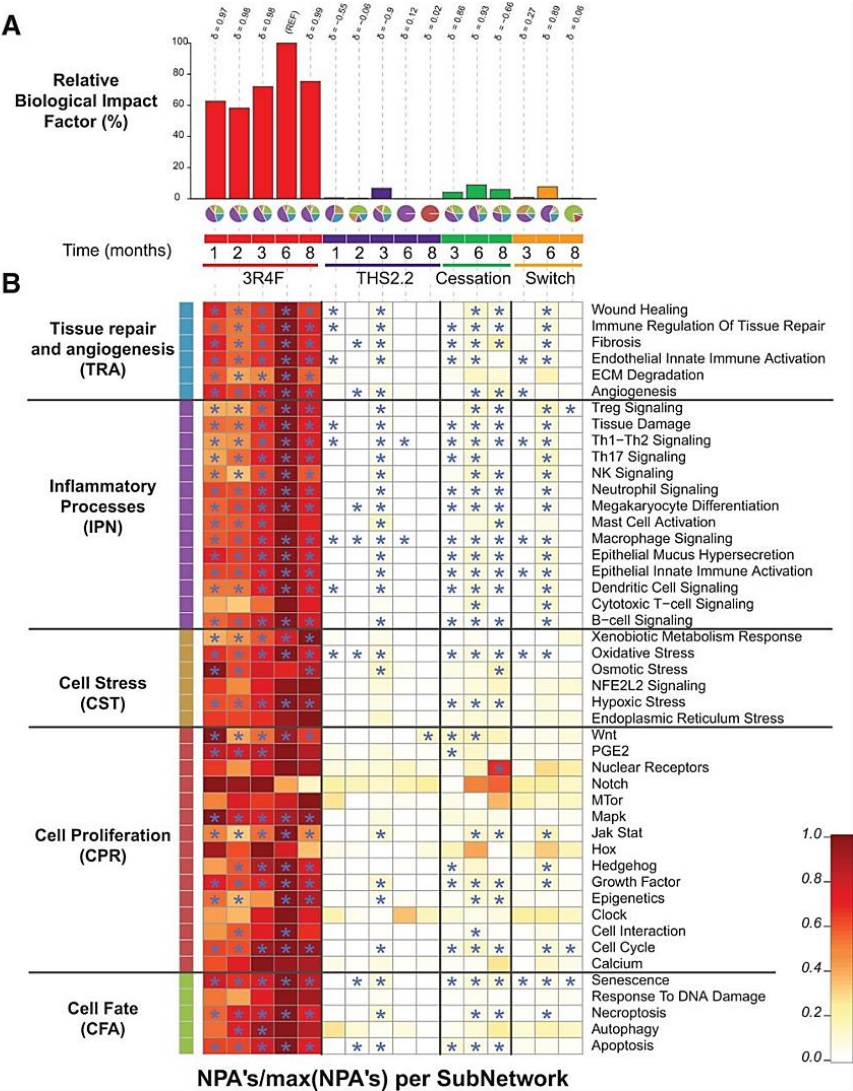 A
δ = 0.97
δ = 0.98
δ = 0.98
(REF)
δ = 0.99
δ = −0.55
δ = −0.06
δ = −0.9
δ = 0.12
δ = 0.02
δ = 0.86
δ = 0.93
δ = −0.66
δ = 0.27
δ = 0.89
δ = 0.06
Relative
Biological Impact
Factor (%)
100
80
60
40
20
0
Time (months) 1 2 3 6 8 1 2 3 6 8 3 6 8 3 6 8
3R4F THS2.2 Cessation Switch
B
Tissue repair
and angiogenesis
(TRA)
Wound Healing
Immune Regulation Of Tissue Repair
Fibrosis
Endothelial Innate Immune Activation
ECM Degradation
Angiogenesis
Inflammatory
Processes
(IPN)
Treg Signaling
Tissue Damage
Th1−Th2 Signaling
Th17 Signaling
NK Signaling
Neutrophil Signaling
Megakaryocyte Differentiation
Mast Cell Activation
Macrophage Signaling
Epithelial Mucus Hypersecretion
Epithelial Innate Immune Activation
Dendritic Cell Signaling
Cytotoxic T−cell Signaling
B−cell Signaling
Cell Stress
(CST)
Xenobiotic Metabolism Response
Oxidative Stress
Osmotic Stress
NFE2L2 Signaling
Hypoxic Stress
Endoplasmic Reticulum Stress
Cell Proliferation
(CPR)
Wnt
PGE2
Nuclear Receptors
Notch
MTor
Mapk
Jak Stat
Hox
Hedgehog
Growth Factor
Epigenetics
Clock
Cell Interaction
Cell Cycle
Calcium
Cell Fate
(CFA)
Senescence
Response To DNA Damage
Necroptosis
Autophagy
Apoptosis
1.0
0.8
0.6
0.4
0.2
0.0
NPA's/max(NPA's) per SubNetwork